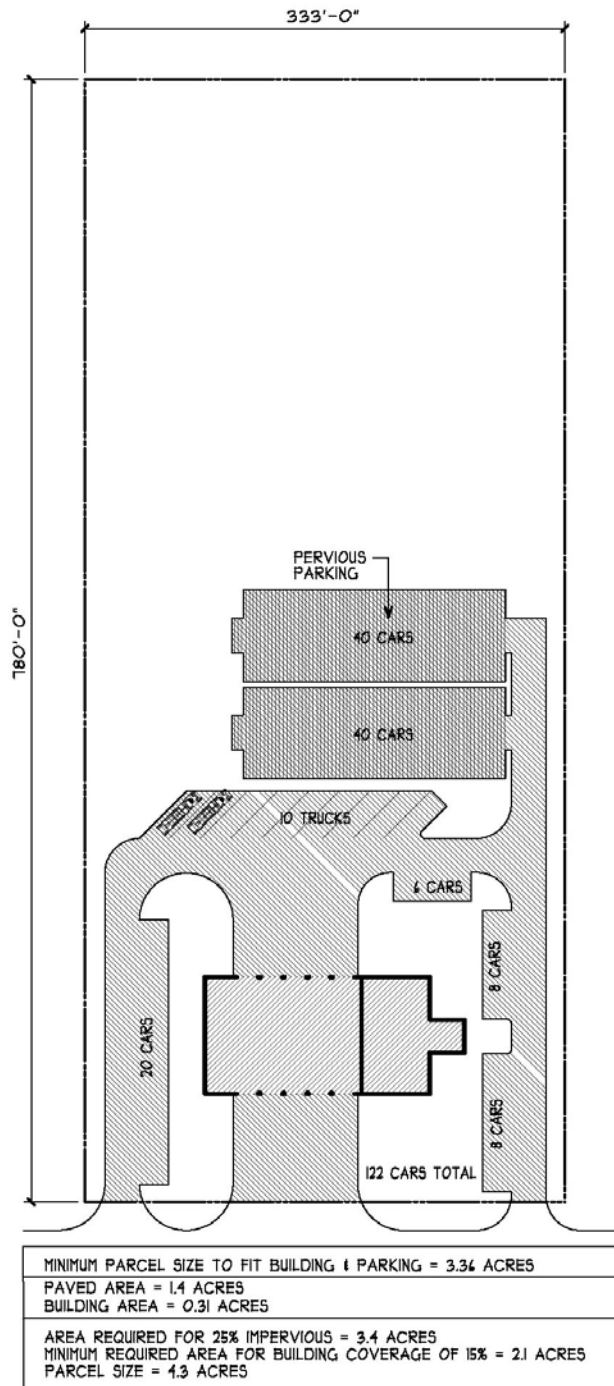 333'-0"
780'-0"
PERVIOUS
PARKING
40 CARS
40 CARS
10 TRUCKS
6 CARS
8 CARS
20 CARS
8 CARS
122 CARS TOTAL
MINIMUM PARCEL SIZE TO FIT BUILDING & PARKING = 3.36 ACRES
PAVED AREA = 1.4 ACRES
BUILDING AREA = 0.31 ACRES
AREA REQUIRED FOR 25% IMPERVIOUS = 3.4 ACRES
MINIMUM REQUIRED AREA FOR BUILDING COVERAGE OF 15% = 2.1 ACRES
PARCEL SIZE = 4.3 ACRES